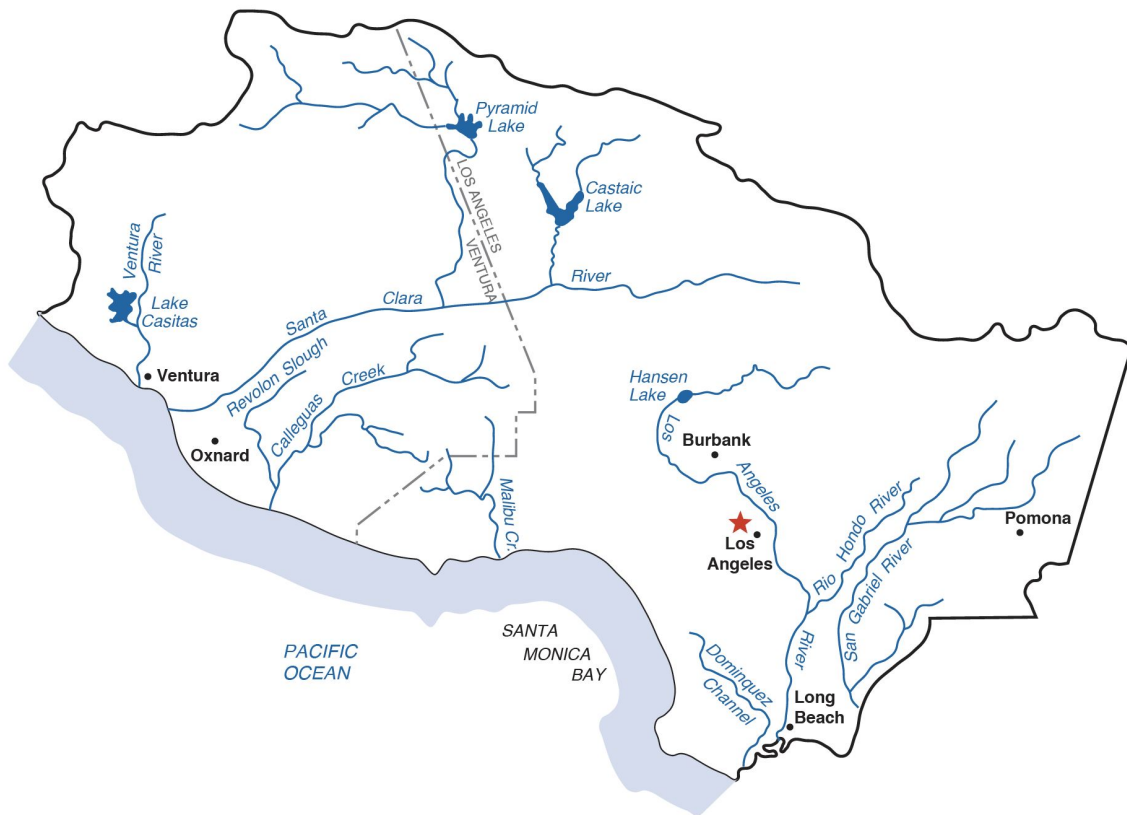 Pyramid
Lake
LOS ANGELES
VENTURA
Castaic
Lake
Ventura
River
Lake
Casitas
Santa
Clara
River
Ventura
Revolon Slough
Calleguas
Creek
Oxnard
Malibu Cr.
Hansen
Lake
Los
Angeles
River
Burbank
Los
Angeles
Rio Hondo River
San Gabriel River
Pomona
Dominquez
Channel
Long
Beach
PACIFIC
OCEAN
SANTA
MONICA
BAY